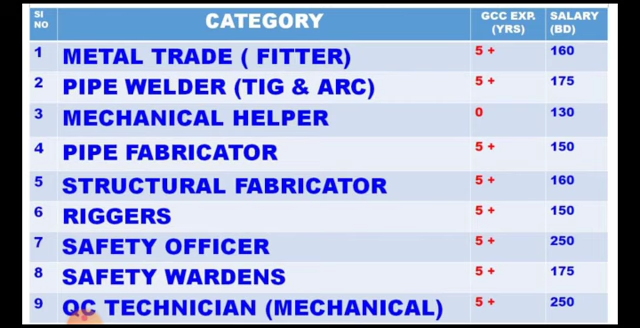 SI NO CATEGORY GCC EXP. (YRS) SALARY (BD)
1 METAL TRADE ( FITTER) 5 + 160
2 PIPE WELDER (TIG & ARC) 5 + 175
3 MECHANICAL HELPER 0 130
4 PIPE FABRICATOR 5 + 150
5 STRUCTURAL FABRICATOR 5 + 160
6 RIGGERS 5 + 150
7 SAFETY OFFICER 5 + 250
8 SAFETY WARDENS 5 + 175
9 QC TECHNICIAN (MECHANICAL) 5 + 250